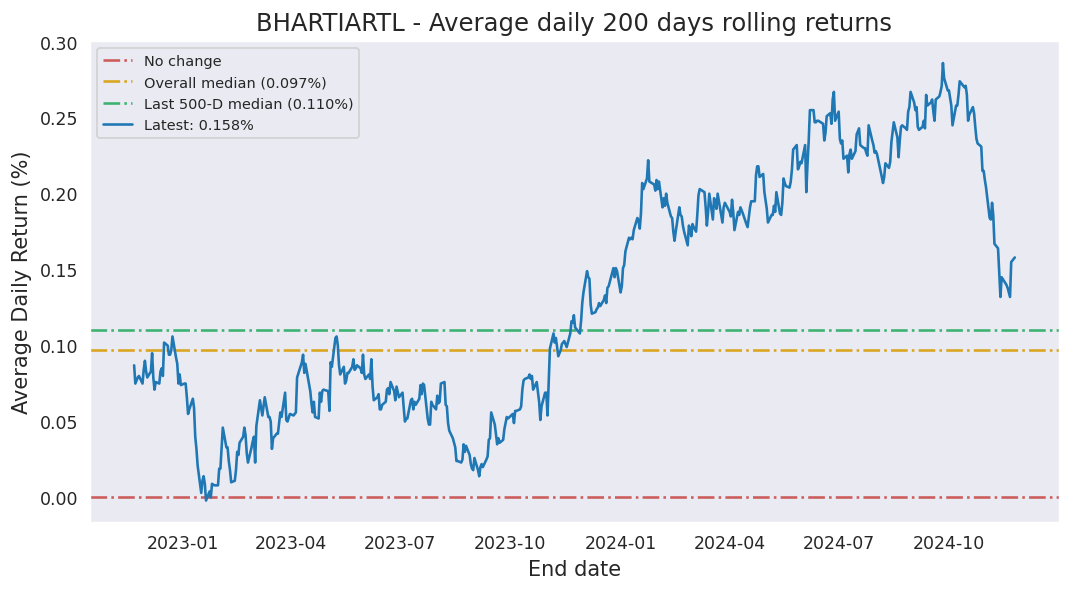 BHARTIARTL - Average daily 200 days rolling returns
0.30
0.25
0.20
0.15
0.10
0.05
0.00
Average Daily Return (%)
No change
Overall median (0.097%)
Last 500-D median (0.110%)
Latest: 0.158%
2023-01
2023-04
2023-07
2023-10
2024-01
2024-04
2024-07
2024-10
End date